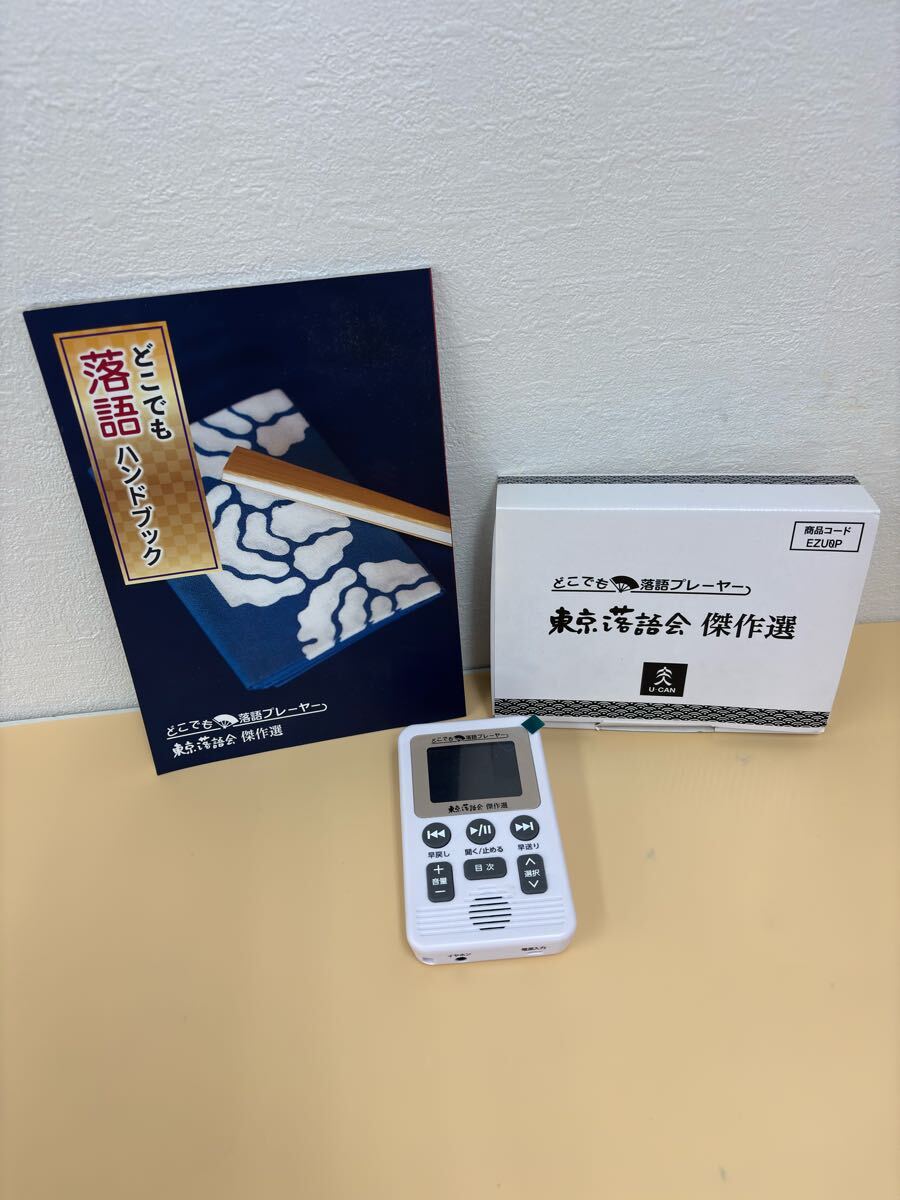 どこでも
落語
ハンドブック
どこでも 落語プレーヤー
東京落語会 傑作選
商品コード
EZU0P
どこでも 落語プレーヤー
東京落語会 傑作選
U-CAN
どこでも 落語プレーヤー
東京落語会 傑作選
早戻し
聞く/止める
早送り
+
音量
-
目次
選択
イヤホン
電源入力